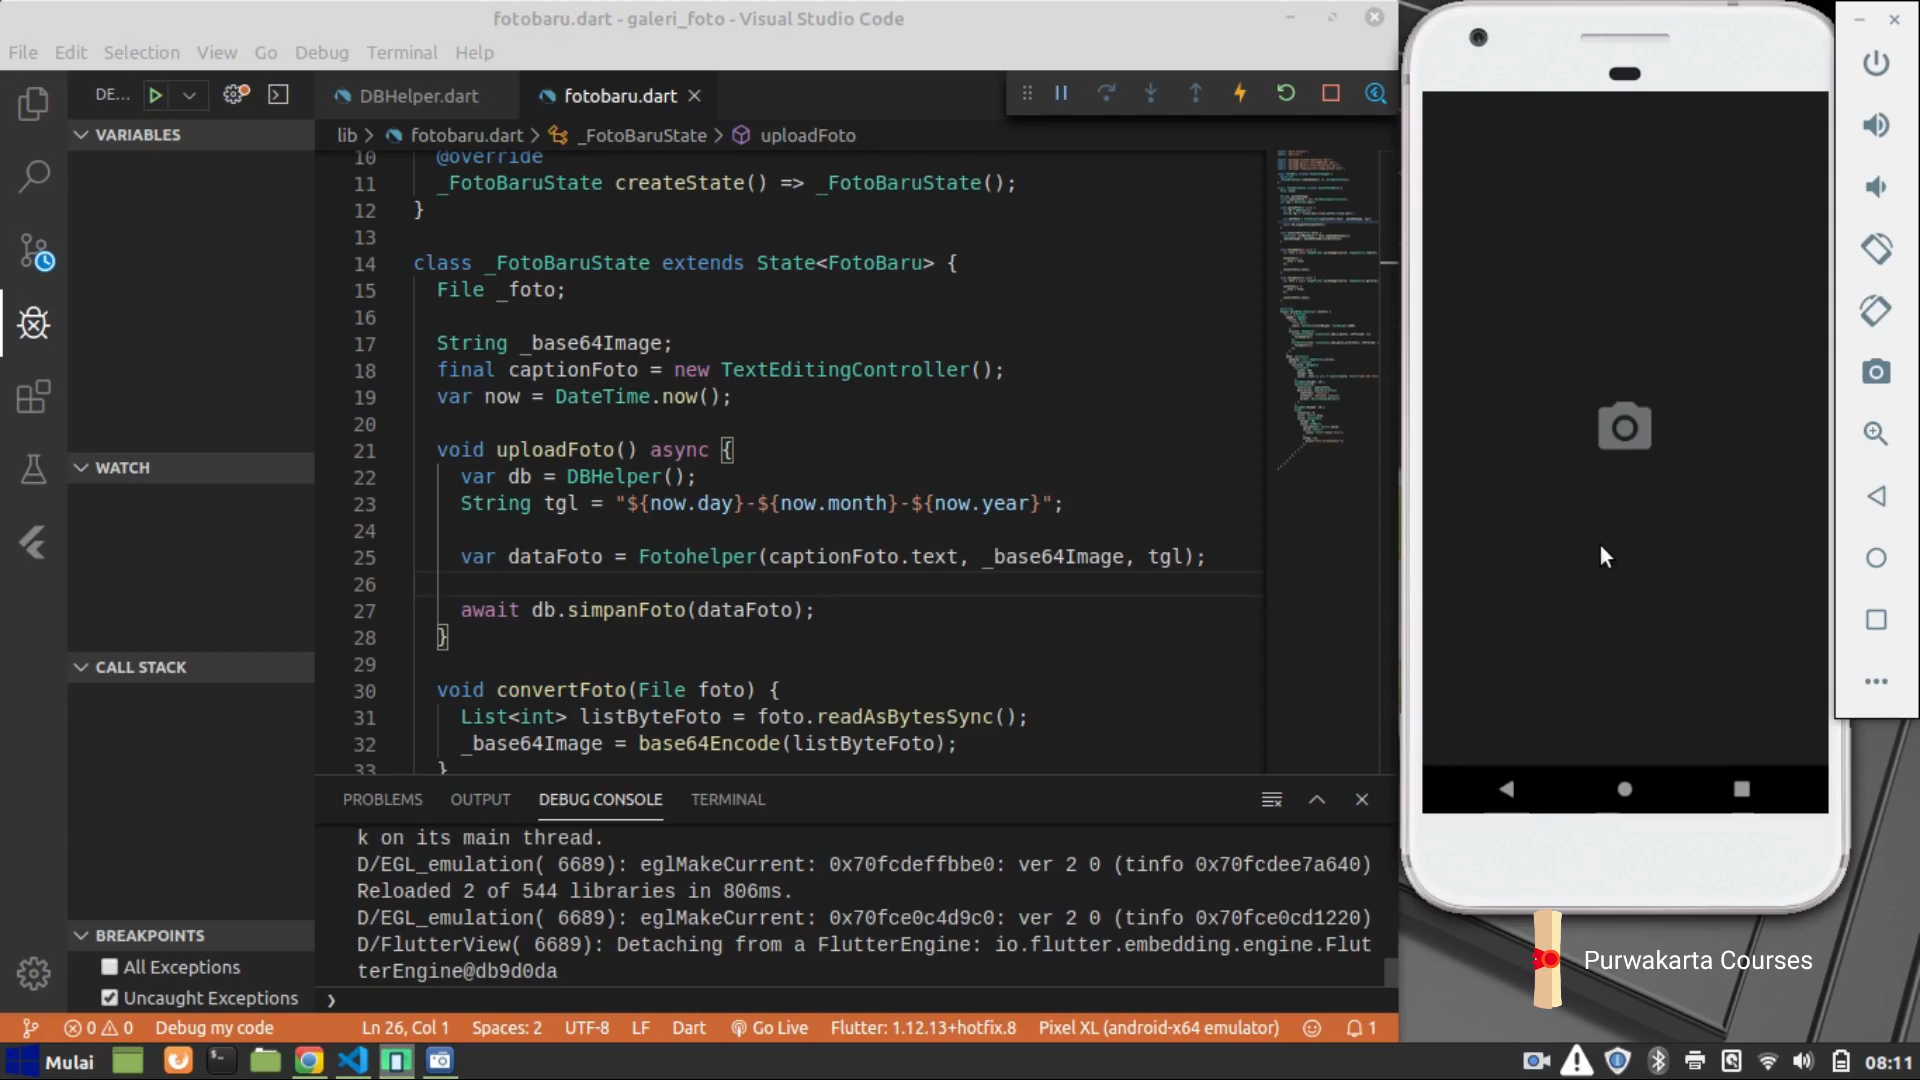 fotobaru.dart - galeri_foto - Visual Studio Code
File Edit Selection View Go Debug Terminal Help
DE...
DBHelper.dart
fotobaru.dart
lib > fotobaru.dart > _FotoBaruState > uploadFoto
VARIABLES
WATCH
CALL STACK
BREAKPOINTS
All Exceptions
Uncaught Exceptions
10 @override
11 _FotoBaruState createState() => _FotoBaruState();
12 }
13
14 class _FotoBaruState extends State<FotoBaru> {
15 File _foto;
16
17 String _base64Image;
18 final captionFoto = new TextEditingController();
19 var now = DateTime.now();
20
21 void uploadFoto() async {
22 var db = DBHelper();
23 String tgl = "${now.day}-${now.month}-${now.year}";
24
25 var dataFoto = Fotohelper(captionFoto.text, _base64Image, tgl);
26
27 await db.simpanFoto(dataFoto);
28 }
29
30 void convertFoto(File foto) {
31 List<int> listByteFoto = foto.readAsBytesSync();
32 _base64Image = base64Encode(listByteFoto);
33 }
PROBLEMS OUTPUT DEBUG CONSOLE TERMINAL
k on its main thread.
D/EGL_emulation( 6689): eglMakeCurrent: 0x70fcdeffbbe0: ver 2 0 (tinfo 0x70fcdee7a640)
Reloaded 2 of 544 libraries in 806ms.
D/EGL_emulation( 6689): eglMakeCurrent: 0x70fce0c4d9c0: ver 2 0 (tinfo 0x70fce0cd1220)
D/FlutterView( 6689): Detaching from a FlutterEngine: io.flutter.embedding.engine.Flut
terEngine@db9d0da
0 0 Debug my code Ln 26, Col 1 Spaces: 2 UTF-8 LF Dart Go Live Flutter: 1.12.13+hotfix.8 Pixel XL (android-x64 emulator) 1
Purwakarta Courses
Mulai
08:11